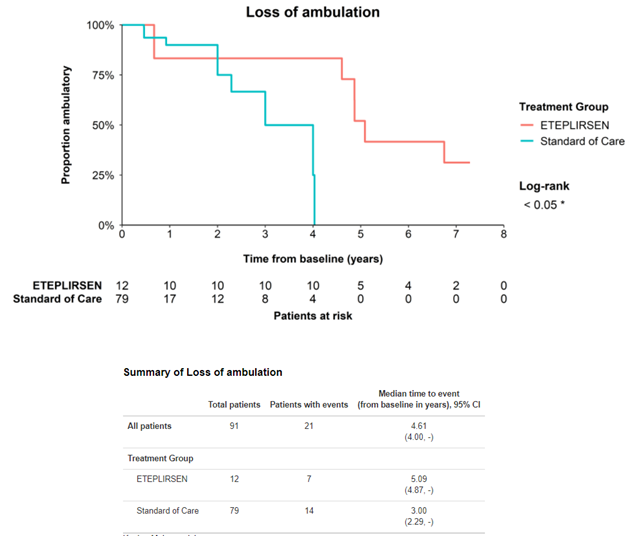 Loss of ambulation
100%
75%
50%
25%
0%
Proportion ambulatory
0 1 2 3 4 5 6 7 8
Time from baseline (years)
Treatment Group
ETEPLIRSEN
Standard of Care
Log-rank
< 0.05 *
ETEPLIRSEN 12 10 10 10 10 5 4 2 0
Standard of Care 79 17 12 8 4 0 0 0 0
Patients at risk
Summary of Loss of ambulation
Median time to event
Total patients Patients with events (from baseline in years), 95% CI
All patients 91 21 4.61
(4.00, -)
Treatment Group
ETEPLIRSEN 12 7 5.09
(4.87, -)
Standard of Care 79 14 3.00
(2.29, -)